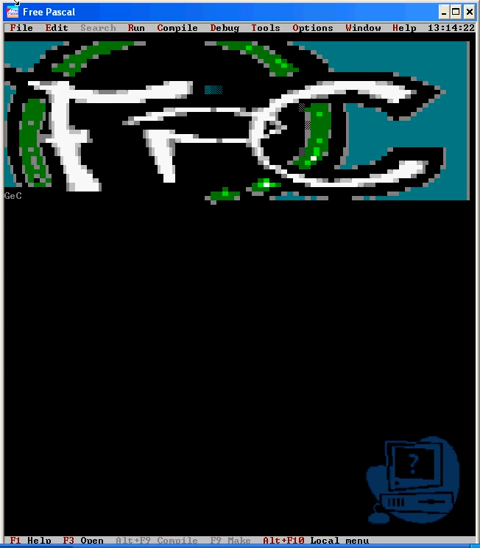 Free Pascal
File Edit Search Run Compile Debug Tools Options Window Help 13:14:22
FPC
GeC
?
F1 Help F3 Open Alt+F9 Compile F9 Make Alt+F10 Local menu